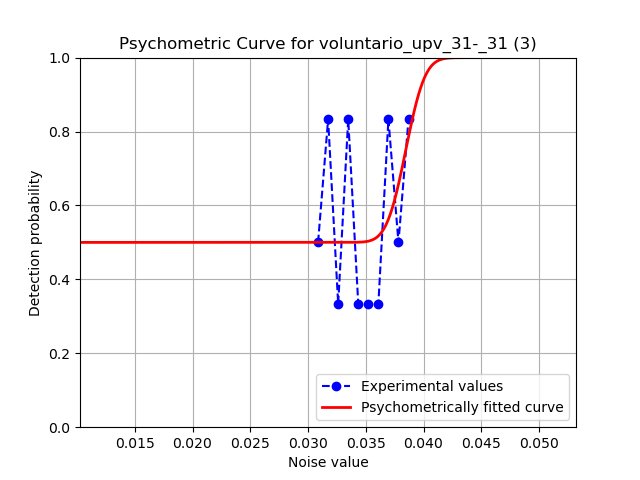 Psychometric Curve for voluntario_upv_31-_31 (3)
1.0
0.8
0.6
0.4
0.2
0.0
Detection probability
0.015 0.020 0.025 0.030 0.035 0.040 0.045 0.050
Noise value
Experimental values
Psychometrically fitted curve